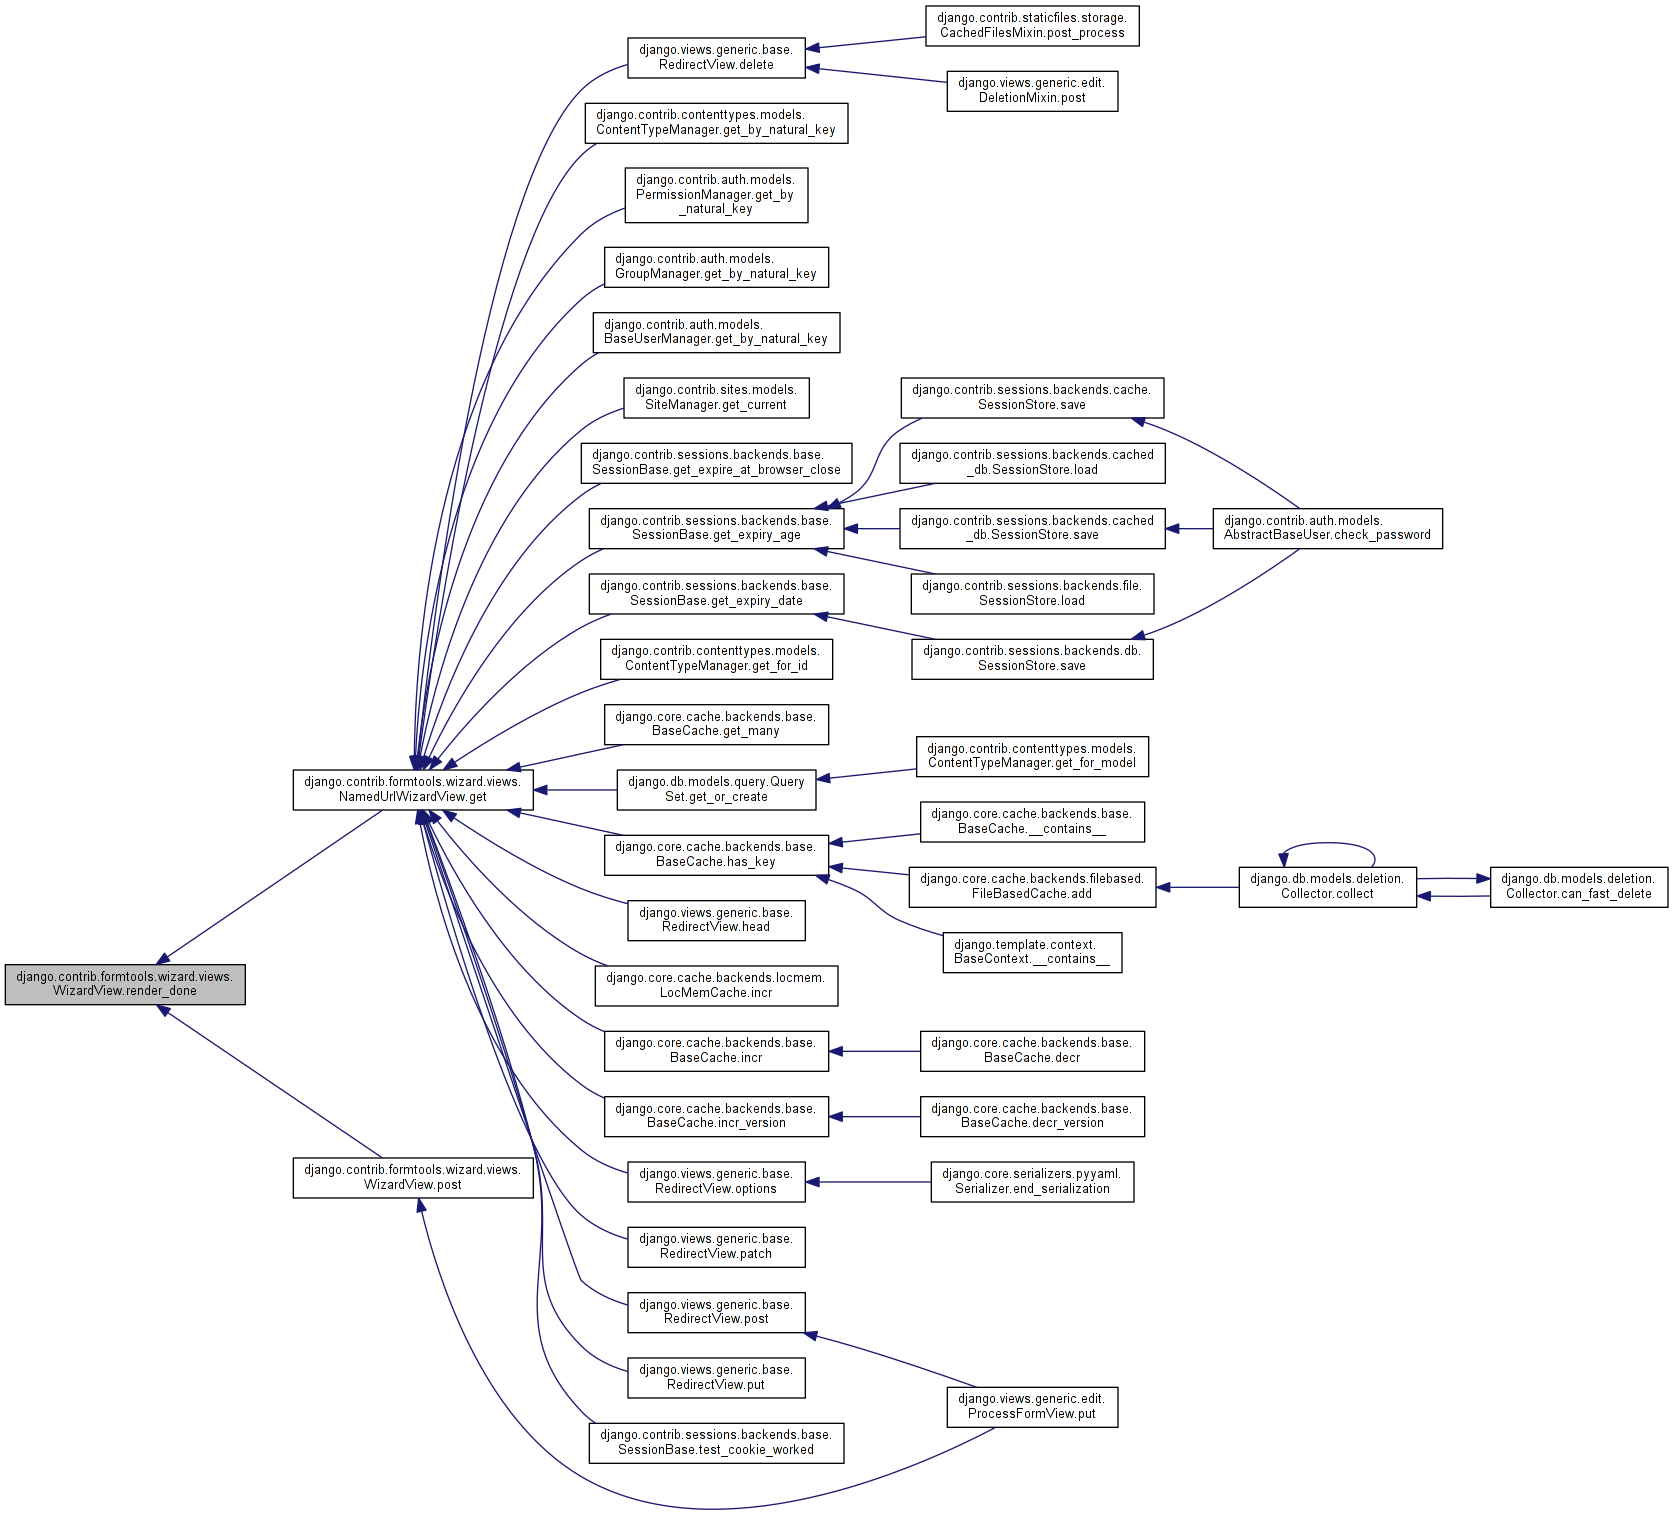 django.contrib.staticfiles.storage.
CachedFilesMixin.post_process
django.views.generic.base.
RedirectView.delete
django.views.generic.edit.
DeletionMixin.post
django.contrib.contenttypes.models.
ContentTypeManager.get_by_natural_key
django.contrib.auth.models.
PermissionManager.get_by
_natural_key
django.contrib.auth.models.
GroupManager.get_by_natural_key
django.contrib.auth.models.
BaseUserManager.get_by_natural_key
django.contrib.sites.models.
SiteManager.get_current
django.contrib.sessions.backends.cache.
SessionStore.save
django.contrib.sessions.backends.base.
SessionBase.get_expire_at_browser_close
django.contrib.sessions.backends.cached
_db.SessionStore.load
django.contrib.sessions.backends.base.
SessionBase.get_expiry_age
django.contrib.sessions.backends.cached
_db.SessionStore.save
django.contrib.auth.models.
AbstractBaseUser.check_password
django.contrib.sessions.backends.base.
SessionBase.get_expiry_date
django.contrib.sessions.backends.file.
SessionStore.load
django.contrib.contenttypes.models.
ContentTypeManager.get_for_id
django.contrib.sessions.backends.db.
SessionStore.save
django.core.cache.backends.base.
BaseCache.get_many
django.contrib.formtools.wizard.views.
NamedUrlWizardView.get
django.db.models.query.Query
Set.get_or_create
django.contrib.contenttypes.models.
ContentTypeManager.get_for_model
django.core.cache.backends.base.
BaseCache.has_key
django.core.cache.backends.base.
BaseCache.__contains__
django.core.cache.backends.filebased.
FileBasedCache.add
django.db.models.deletion.
Collector.collect
django.db.models.deletion.
Collector.can_fast_delete
django.views.generic.base.
RedirectView.head
django.template.context.
BaseContext.__contains__
django.contrib.formtools.wizard.views.
WizardView.render_done
django.core.cache.backends.locmem.
LocMemCache.incr
django.core.cache.backends.base.
BaseCache.incr
django.core.cache.backends.base.
BaseCache.decr
django.core.cache.backends.base.
BaseCache.incr_version
django.core.cache.backends.base.
BaseCache.decr_version
django.contrib.formtools.wizard.views.
WizardView.post
django.views.generic.base.
RedirectView.options
django.core.serializers.pyyaml.
Serializer.end_serialization
django.views.generic.base.
RedirectView.patch
django.views.generic.base.
RedirectView.post
django.views.generic.base.
RedirectView.put
django.views.generic.edit.
ProcessFormView.put
django.contrib.sessions.backends.base.
SessionBase.test_cookie_worked